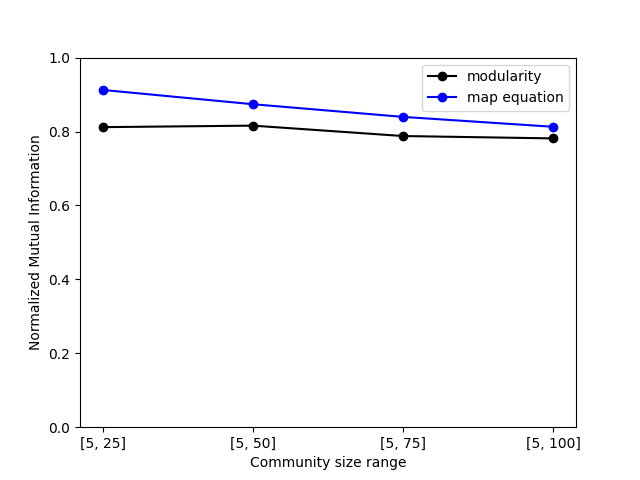 modularity
map equation
Normalized Mutual Information
1.0
0.8
0.6
0.4
0.2
0.0
[5, 25] [5, 50] [5, 75] [5, 100]
Community size range